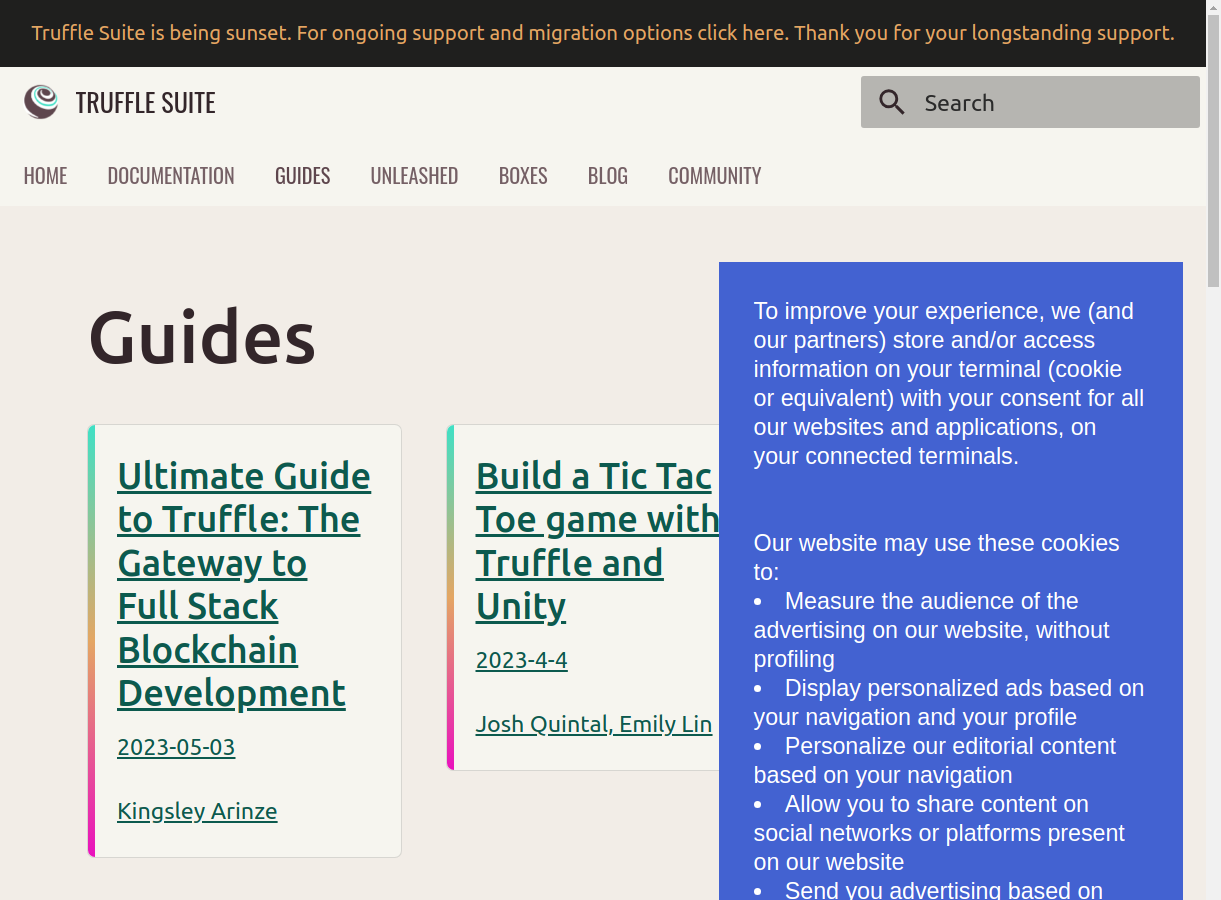 Truffle Suite is being sunset. For ongoing support and migration options click here. Thank you for your longstanding support.
TRUFFLE SUITE
Search
HOME
DOCUMENTATION
GUIDES
UNLEASHED
BOXES
BLOG
COMMUNITY
Guides
Ultimate Guide
to Truffle: The
Gateway to
Full Stack
Blockchain
Development
2023-05-03
Kingsley Arinze
Build a Tic Tac
Toe game with
Truffle and
Unity
2023-4-4
Josh Quintal, Emily Lin
To improve your experience, we (and
our partners) store and/or access
information on your terminal (cookie
or equivalent) with your consent for all
our websites and applications, on
your connected terminals.
Our website may use these cookies
to:
• Measure the audience of the
advertising on our website, without
profiling
• Display personalized ads based on
your navigation and your profile
• Personalize our editorial content
based on your navigation
• Allow you to share content on
social networks or platforms present
on our website
• Send you advertising based on